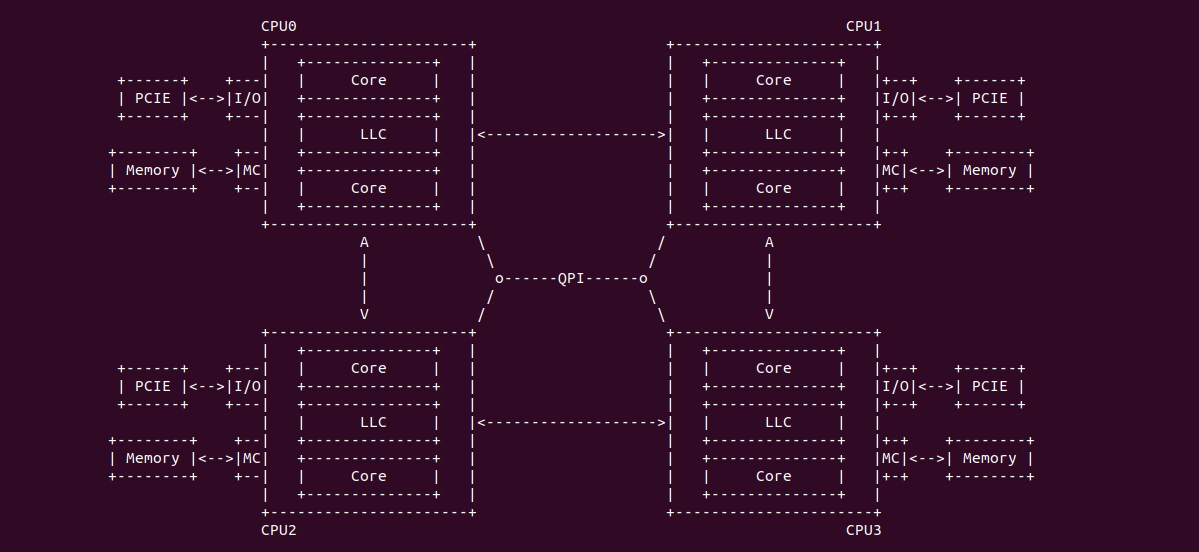 CPU0                                                             CPU1
                 +----------------------+                     +----------------------+
                 |   +--------------+   |                     |   +--------------+   |
 +------+    +---|   |     Core     |   |                     |   |     Core     |   |+--+    +------+
 | PCIE |<-->|I/O|   +--------------+   |                     |   +--------------+   |I/O|<-->| PCIE |
 +------+    +---|   +--------------+   |                     |   +--------------+   |+--+    +------+
                 |   |      LLC     |   |<------------------->|   |      LLC     |   |
+--------+    +--|   +--------------+   |                     |   +--------------+   |+--+    +--------+
| Memory |<-->|MC|   +--------------+   |                     |   +--------------+   |MC|<-->| Memory |
+--------+    +--|   |     Core     |   |                     |   |     Core     |   |+--+    +--------+
                 |   +--------------+   |                     |   +--------------+   |
                 +----------------------+                     +----------------------+
                            A            \                   /           A
                            |             \                 /            |
                            |              o------QPI------o             |
                            |             /                 \            |
                            V            /                   \           V
                 +----------------------+                     +----------------------+
                 |   +--------------+   |                     |   +--------------+   |
 +------+    +---|   |     Core     |   |                     |   |     Core     |   |+--+    +------+
 | PCIE |<-->|I/O|   +--------------+   |                     |   +--------------+   |I/O|<-->| PCIE |
 +------+    +---|   +--------------+   |                     |   +--------------+   |+--+    +------+
                 |   |      LLC     |   |<------------------->|   |      LLC     |   |
+--------+    +--|   +--------------+   |                     |   +--------------+   |+--+    +--------+
| Memory |<-->|MC|   +--------------+   |                     |   +--------------+   |MC|<-->| Memory |
+--------+    +--|   |     Core     |   |                     |   |     Core     |   |+--+    +--------+
                 |   +--------------+   |                     |   +--------------+   |
                 +----------------------+                     +----------------------+
                 CPU2                                                             CPU3